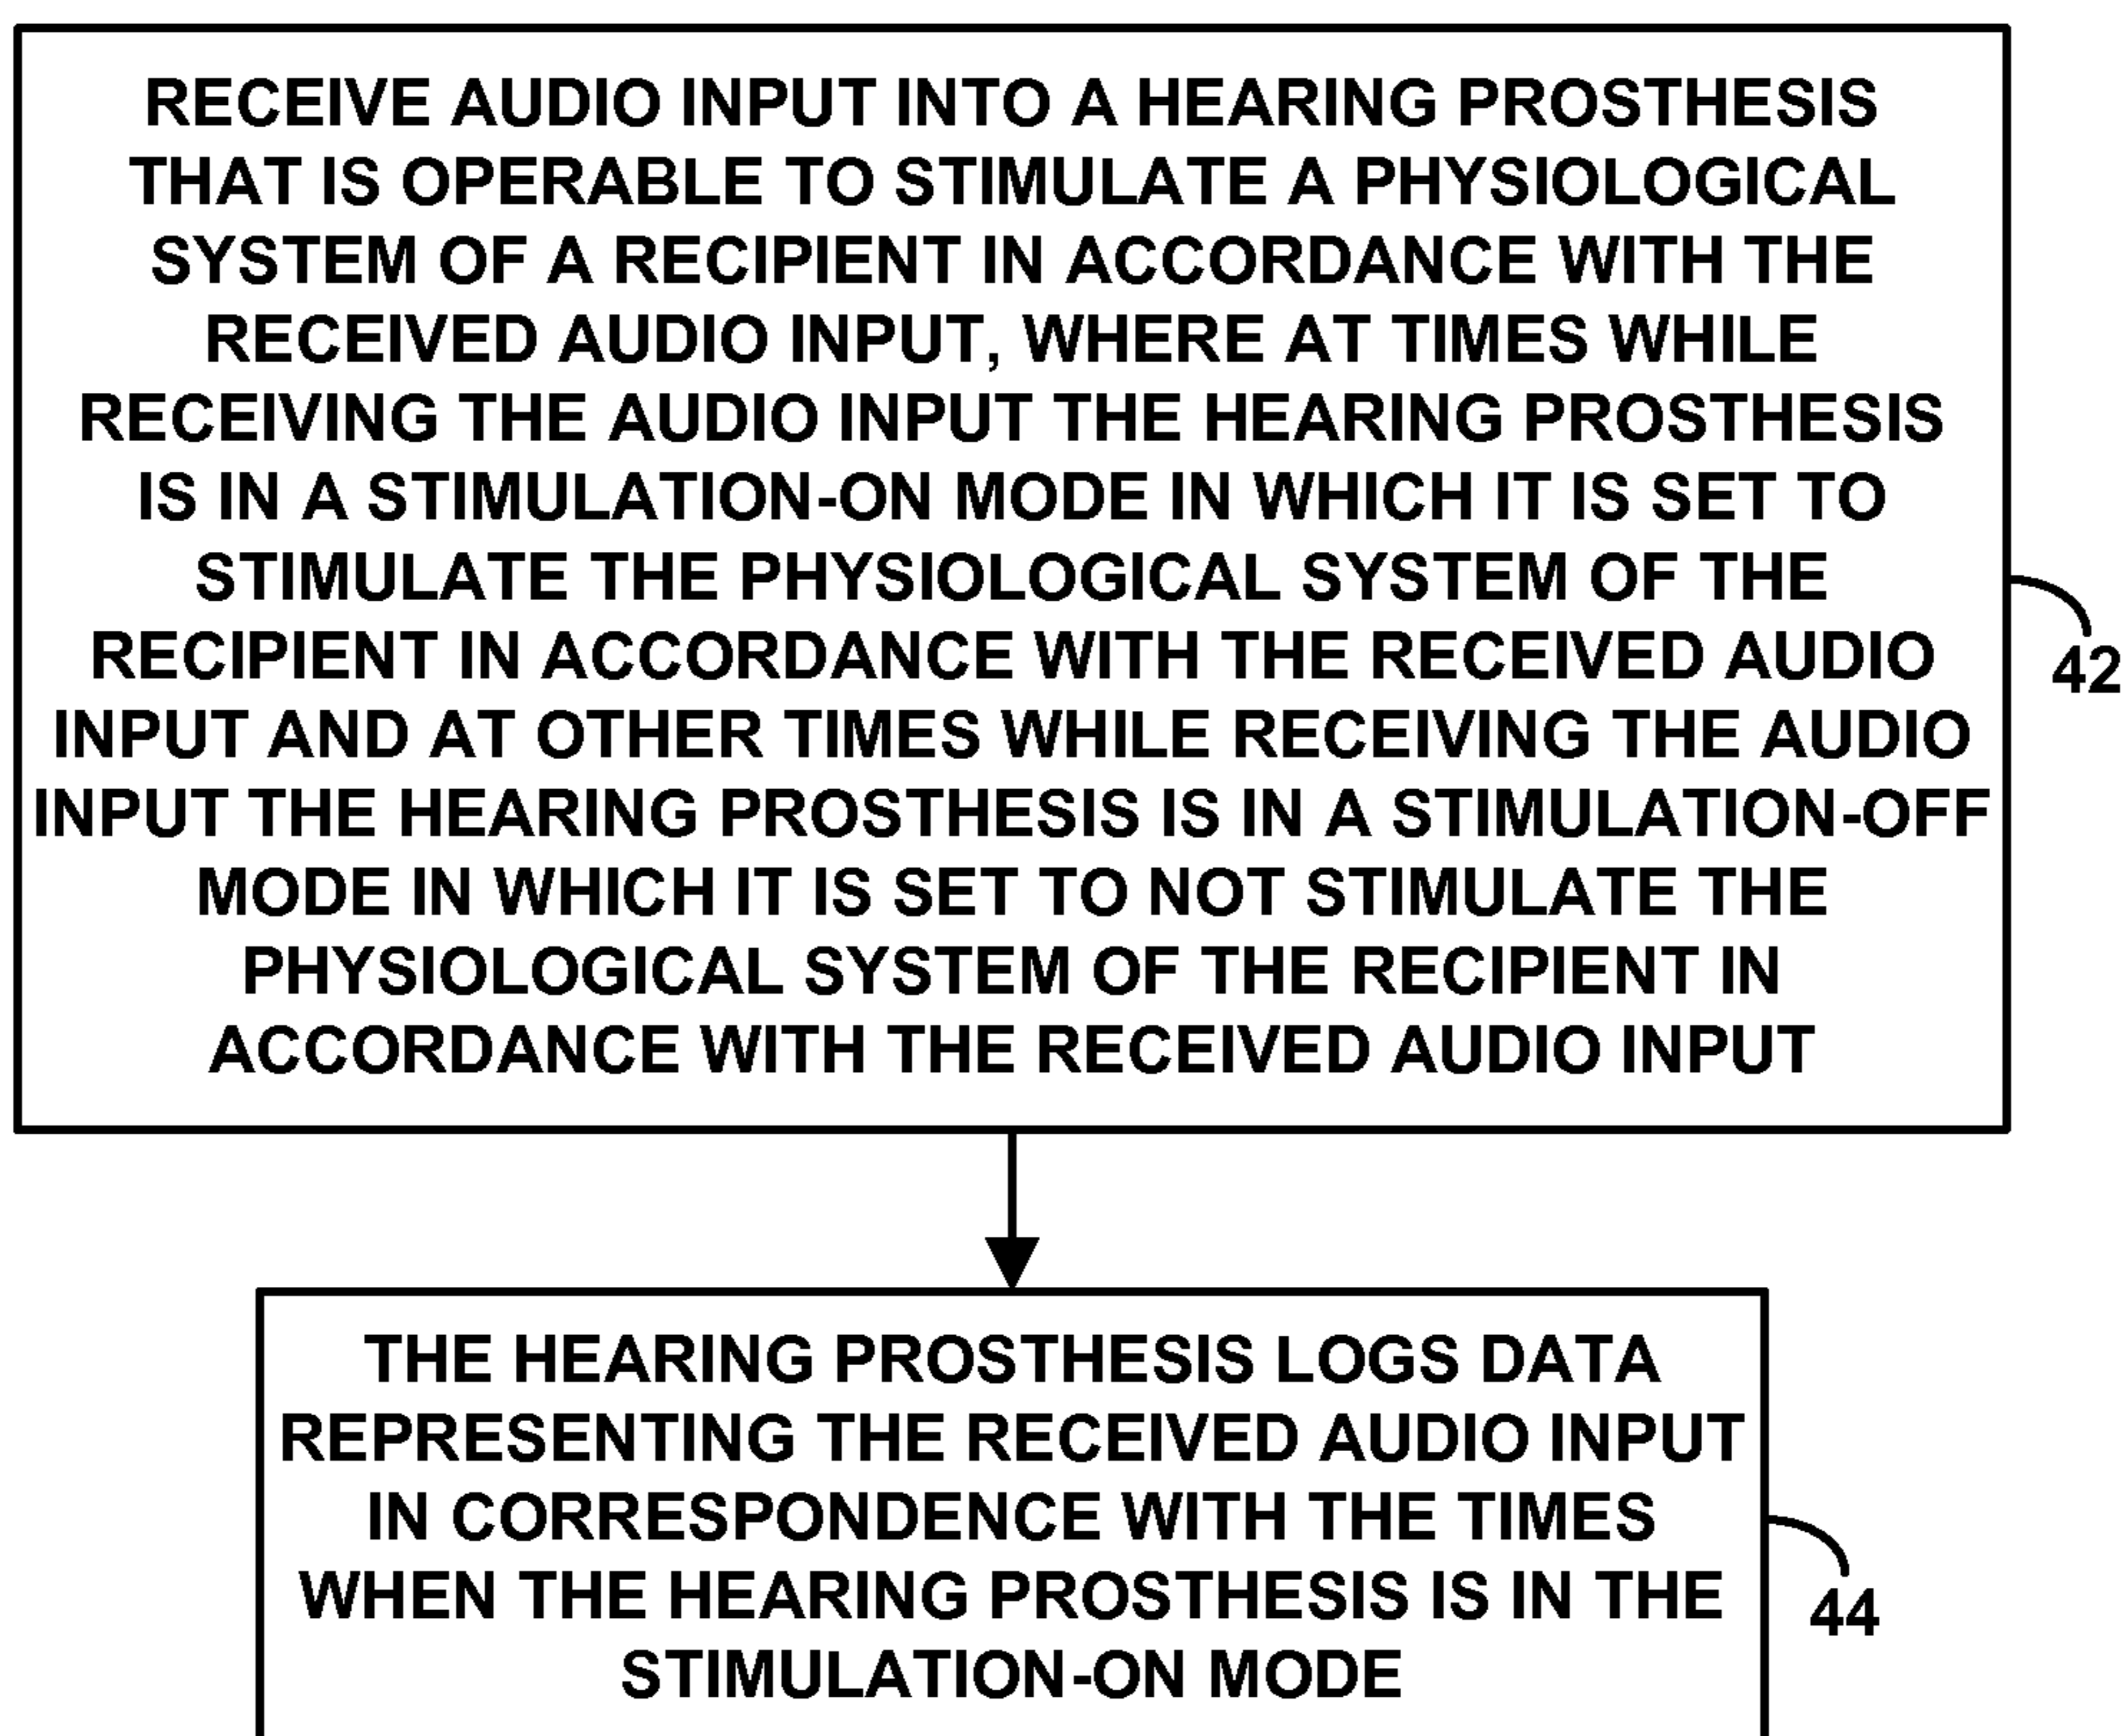 RECEIVE AUDIO INPUT INTO A HEARING PROSTHESIS
THAT IS OPERABLE TO STIMULATE A PHYSIOLOGICAL
SYSTEM OF A RECIPIENT IN ACCORDANCE WITH THE
RECEIVED AUDIO INPUT, WHERE AT TIMES WHILE
RECEIVING THE AUDIO INPUT THE HEARING PROSTHESIS
IS IN A STIMULATION-ON MODE IN WHICH IT IS SET TO
STIMULATE THE PHYSIOLOGICAL SYSTEM OF THE
RECIPIENT IN ACCORDANCE WITH THE RECEIVED AUDIO
INPUT AND AT OTHER TIMES WHILE RECEIVING THE AUDIO
INPUT THE HEARING PROSTHESIS IS IN A STIMULATION-OFF
MODE IN WHICH IT IS SET TO NOT STIMULATE THE
PHYSIOLOGICAL SYSTEM OF THE RECIPIENT IN
ACCORDANCE WITH THE RECEIVED AUDIO INPUT
42
THE HEARING PROSTHESIS LOGS DATA
REPRESENTING THE RECEIVED AUDIO INPUT
IN CORRESPONDENCE WITH THE TIMES
WHEN THE HEARING PROSTHESIS IS IN THE
STIMULATION-ON MODE
44